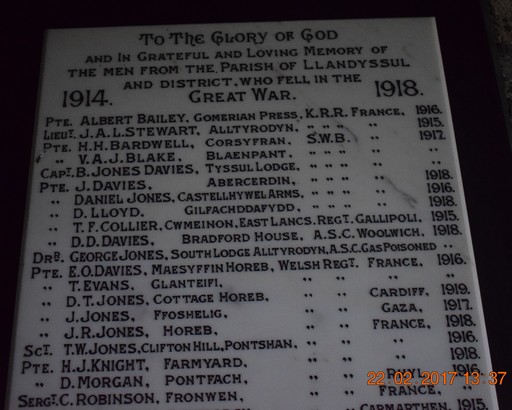 TO THE GLORY OF GOD
AND IN GRATEFUL AND LOVING MEMORY OF
THE MEN FROM THE PARISH OF LLANDYSSUL
AND DISTRICT, WHO FELL IN THE
1914. GREAT WAR. 1918.
PTE. ALBERT BAILEY, GOMERIAN PRESS, K.R.R. FRANCE, 1916.
LIEUT. J.A.L. STEWART, ALLTYRODYN, " " " " 1915.
PTE. H.H. BARDWELL, CORSYFRAN, S.W.B. " 1917.
" V.A.J. BLAKE, BLAENPANT, " " " " "
CAPT. B. JONES DAVIES, TYSSUL LODGE, " " " " "
PTE. J. DAVIES, ABERCERDIN, " " " " 1918.
" DANIEL JONES, CASTELLHYWEL ARMS, " " " " 1916.
" D. LLOYD, GILFACHDDAFYDD, " " " " 1918.
" T.F. COLLIER, CWMEINON, EAST LANCS. REGT. GALLIPOLI, 1915.
" D.D. DAVIES, BRADFORD HOUSE, A.S.C. WOOLWICH, 1918.
DRR. GEORGE JONES, SOUTH LODGE ALLTYRODYN, A.S.C. GAS POISONED "
PTE. E.O. DAVIES, MAESYFFIN HOREB, WELSH REGT. FRANCE, 1916.
" T. EVANS, GLANTEIFI, " " " "
" D.T. JONES, COTTAGE HOREB, " " CARDIFF, 1919.
" J. JONES, FFOSHELIG, " " GAZA, 1917.
" J.R. JONES, HOREB, " " FRANCE, 1918.
SGT. T.W. JONES, CLIFTON HILL, PONTSHAN, " " " 1916.
PTE. H.J. KNIGHT, FARMYARD, " " " 1918.
" D. MORGAN, PONTFACH, " " 1916.
SERGT. C. ROBINSON, FRONWEN, " " FRANCE,
CARMARTHEN, 1915.
22/02/2017 13:37